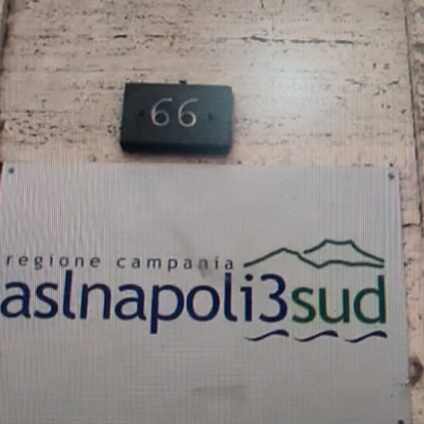 66
regione campania
aslnapoli3sud